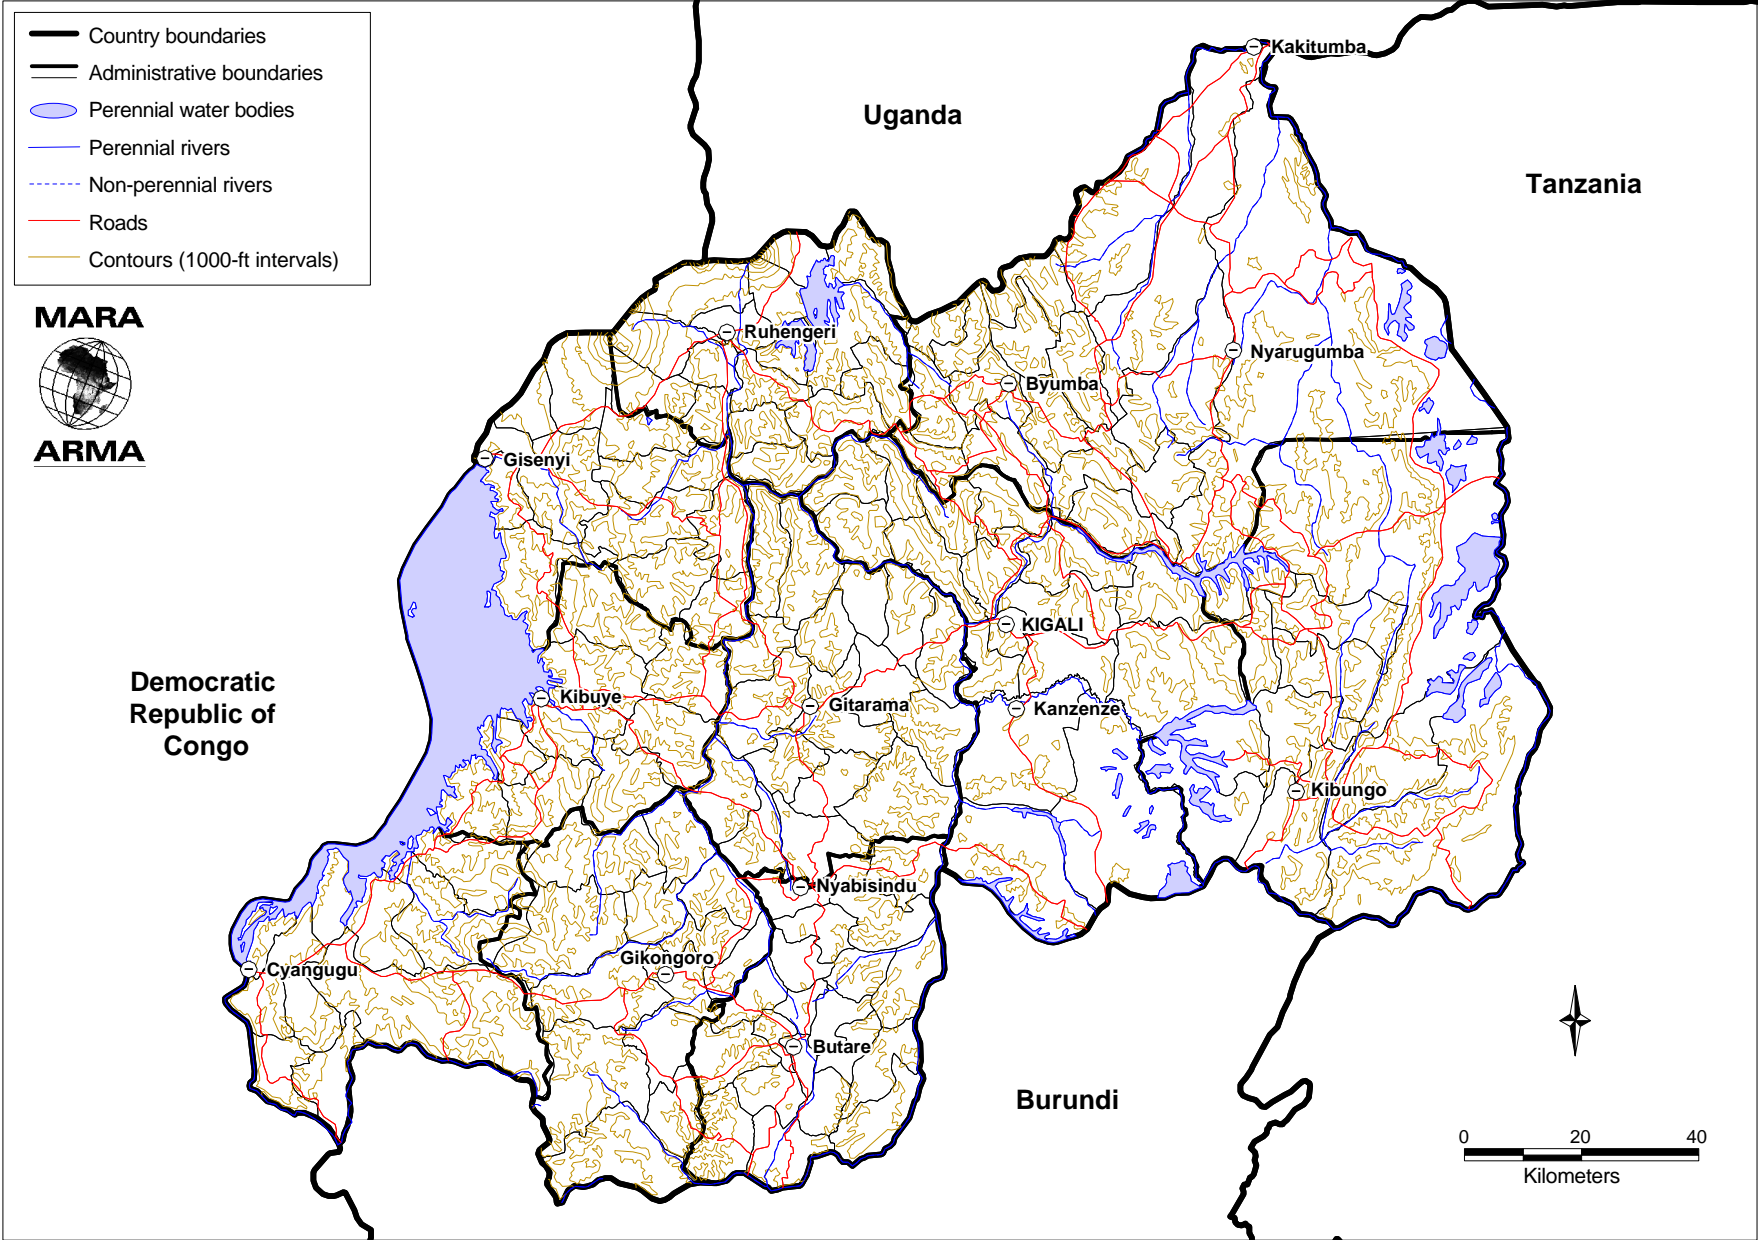 Country boundaries
Administrative boundaries
Perennial water bodies
Perennial rivers
Non-perennial rivers
Roads
Contours (1000-ft intervals)
MARA
ARMA
Uganda
Tanzania
Democratic
Republic of
Congo
Burundi
Kakitumba
Ruhengeri
Nyarugumba
Byumba
Gisenyi
KIGALI
Kibuye
Gitarama
Kanzenze
Kibungo
Nyabisindu
Gikongoro
Cyangugu
Butare
0 20 40
Kilometers